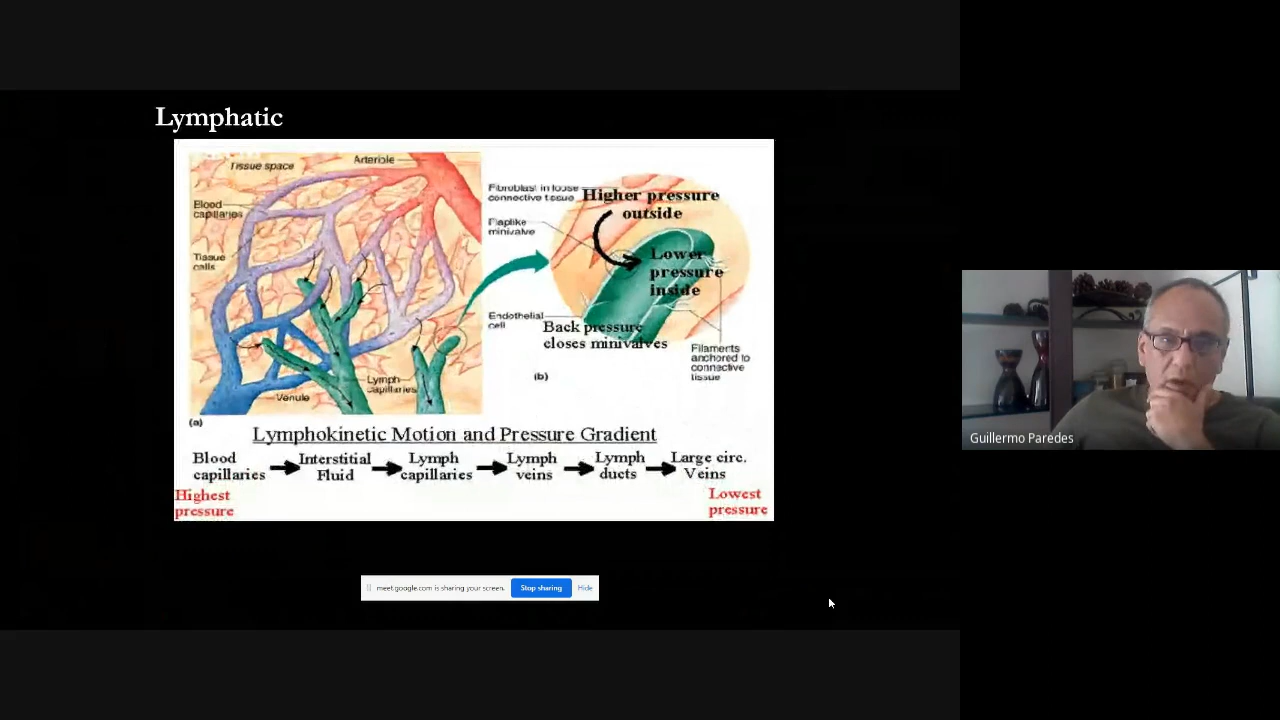 Lymphatic
Tissue space
Arteriole
Blood
capillaries
Tissue
cells
Lymph
capillaries
Venule
(a)
Fibroblast in loose
connective tissue
Flaplike
minivalve
Higher pressure
outside
Lower
pressure
inside
Endothelial
cell
Back pressure
closes minivalves
Filaments
anchored to
connective
tissue
(b)
Lymphokinetic Motion and Pressure Gradient
Blood
capillaries
Interstitial
Fluid
Lymph
capillaries
Lymph
veins
Lymph
ducts
Large circ.
Veins
Highest
pressure
Lowest
pressure
meet.google.com is sharing your screen.
Stop sharing
Hide
Guillermo Paredes